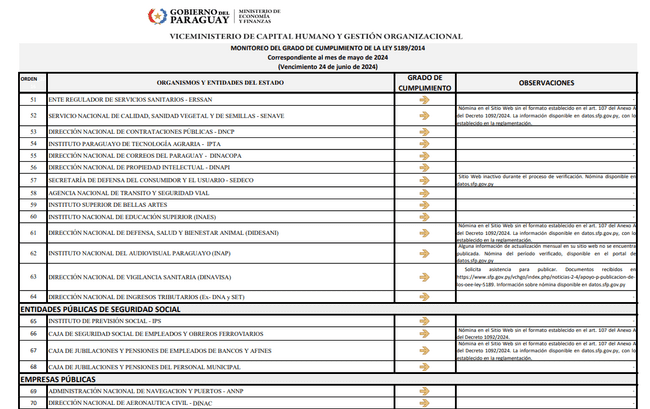 GOBIERNO DEL PARAGUAY
MINISTERIO DE ECONOMÍA Y FINANZAS
VICEMINISTERIO DE CAPITAL HUMANO Y GESTIÓN ORGANIZACIONAL
MONITOREO DEL GRADO DE CUMPLIMIENTO DE LA LEY 5189/2014
Correspondiente al mes de mayo de 2024
(Vencimiento 24 de junio de 2024)
ORDEN ORGANISMOS Y ENTIDADES DEL ESTADO GRADO DE CUMPLIMIENTO OBSERVACIONES
51 ENTE REGULADOR DE SERVICIOS SANITARIOS - ERSSAN
52 SERVICIO NACIONAL DE CALIDAD, SANIDAD VEGETAL Y DE SEMILLAS - SENAVE
Nómina en el Sitio Web sin el formato establecido en el art. 107 del Anexo A
del Decreto 1092/2024. La información disponible en datos.sfp.gov.py, con lo
establecido en la reglamentación.
53 DIRECCIÓN NACIONAL DE CONTRATACIONES PÚBLICAS - DNCP
54 INSTITUTO PARAGUAYO DE TECNOLOGÍA AGRARIA - IPTA
55 DIRECCIÓN NACIONAL DE CORREOS DEL PARAGUAY - DINACOPA
56 DIRECCIÓN NACIONAL DE PROPIEDAD INTELECTUAL - DINAPI
57 SECRETARÍA DE DEFENSA DEL CONSUMIDOR Y EL USUARIO - SEDECO
Sitio Web inactivo durante el proceso de verificación. Nómina disponible en
datos.sfp.gov.py
58 AGENCIA NACIONAL DE TRANSITO Y SEGURIDAD VIAL
59 INSTITUTO SUPERIOR DE BELLAS ARTES
60 INSTITUTO NACIONAL DE EDUCACIÓN SUPERIOR (INAES)
61 DIRECCIÓN NACIONAL DE DEFENSA, SALUD Y BIENESTAR ANIMAL (DIDESANI)
Nómina en el Sitio Web sin el formato establecido en el art. 107 del Anexo A
del Decreto 1092/2024. La información disponible en datos.sfp.gov.py, con lo
establecido en la reglamentación.
62 INSTITUTO NACIONAL DEL AUDIOVISUAL PARAGUAYO (INAP)
Alguna información de actualización mensual en su sitio web no se encuentra
publicada. Nómina del período verificado, disponible en el portal de
datos.sfp.gov.py
63 DIRECCIÓN NACIONAL DE VIGILANCIA SANITARIA (DINAVISA)
Solicita asistencia para publicar. Documentos recibidos en
https://www.sfp.gov.py/vchgo/index.php/noticias-2-4/apoyo-p-publicacion-de-
los-oee-ley-5189. Información sobre nómina disponible en datos.sfp.gov.py
64 DIRECCIÓN NACIONAL DE INGRESOS TRIBUTARIOS (Ex- DNA y SET)
ENTIDADES PÚBLICAS DE SEGURIDAD SOCIAL
65 INSTITUTO DE PREVISIÓN SOCIAL - IPS
66 CAJA DE SEGURIDAD SOCIAL DE EMPLEADOS Y OBREROS FERROVIARIOS
Nómina en el Sitio Web sin el formato establecido en el art. 107 del Anexo A
del Decreto 1092/2024.
67 CAJA DE JUBILACIONES Y PENSIONES DE EMPLEADOS DE BANCOS Y AFINES
Nómina en el Sitio Web sin el formato establecido en el art. 107 del Anexo A
del Decreto 1092/2024. La información disponible en datos.sfp.gov.py, con lo
establecido en la reglamentación.
68 CAJA DE JUBILACIONES Y PENSIONES DEL PERSONAL MUNICIPAL
EMPRESAS PÚBLICAS
69 ADMINISTRACIÓN NACIONAL DE NAVEGACION Y PUERTOS - ANNP
70 DIRECCIÓN NACIONAL DE AERONAUTICA CIVIL - DINAC